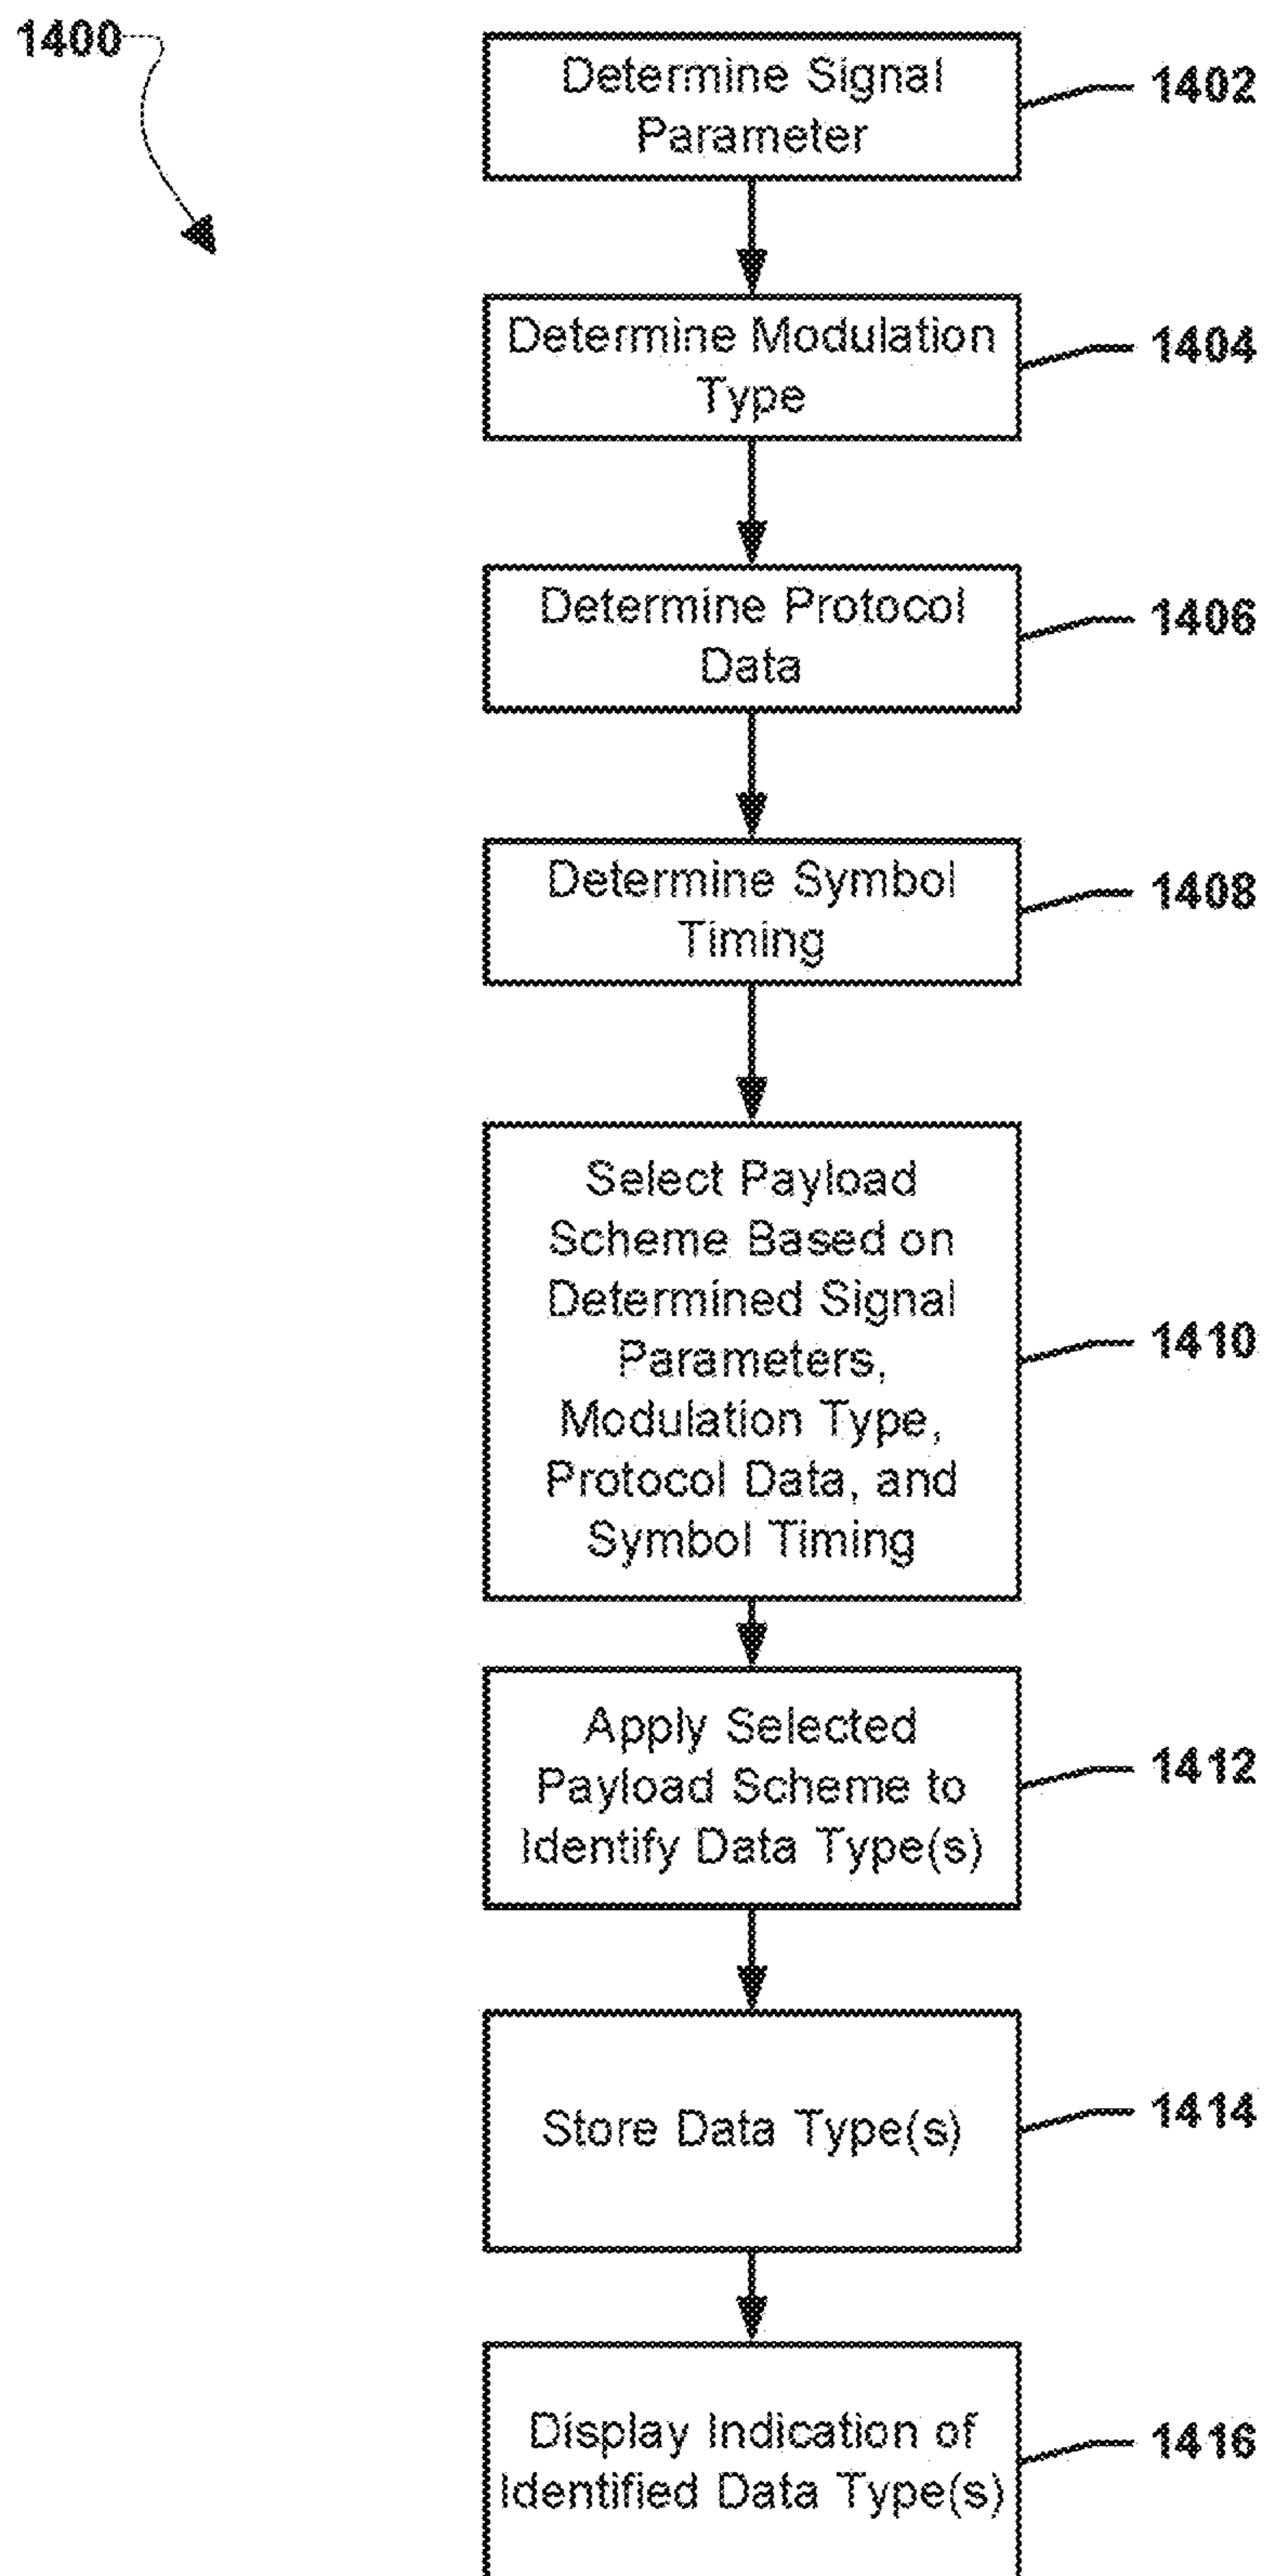 1400
Determine Signal
Parameter
1402
Determine Modulation
Type
1404
Determine Protocol
Data
1406
Determine Symbol
Timing
1408
Select Payload
Scheme Based on
Determined Signal
Parameters,
Modulation Type,
Protocol Data, and
Symbol Timing
1410
Apply Selected
Payload Scheme to
Identify Data Type(s)
1412
Store Data Type(s)
1414
Display Indication of
Identified Data Type(s)
1416